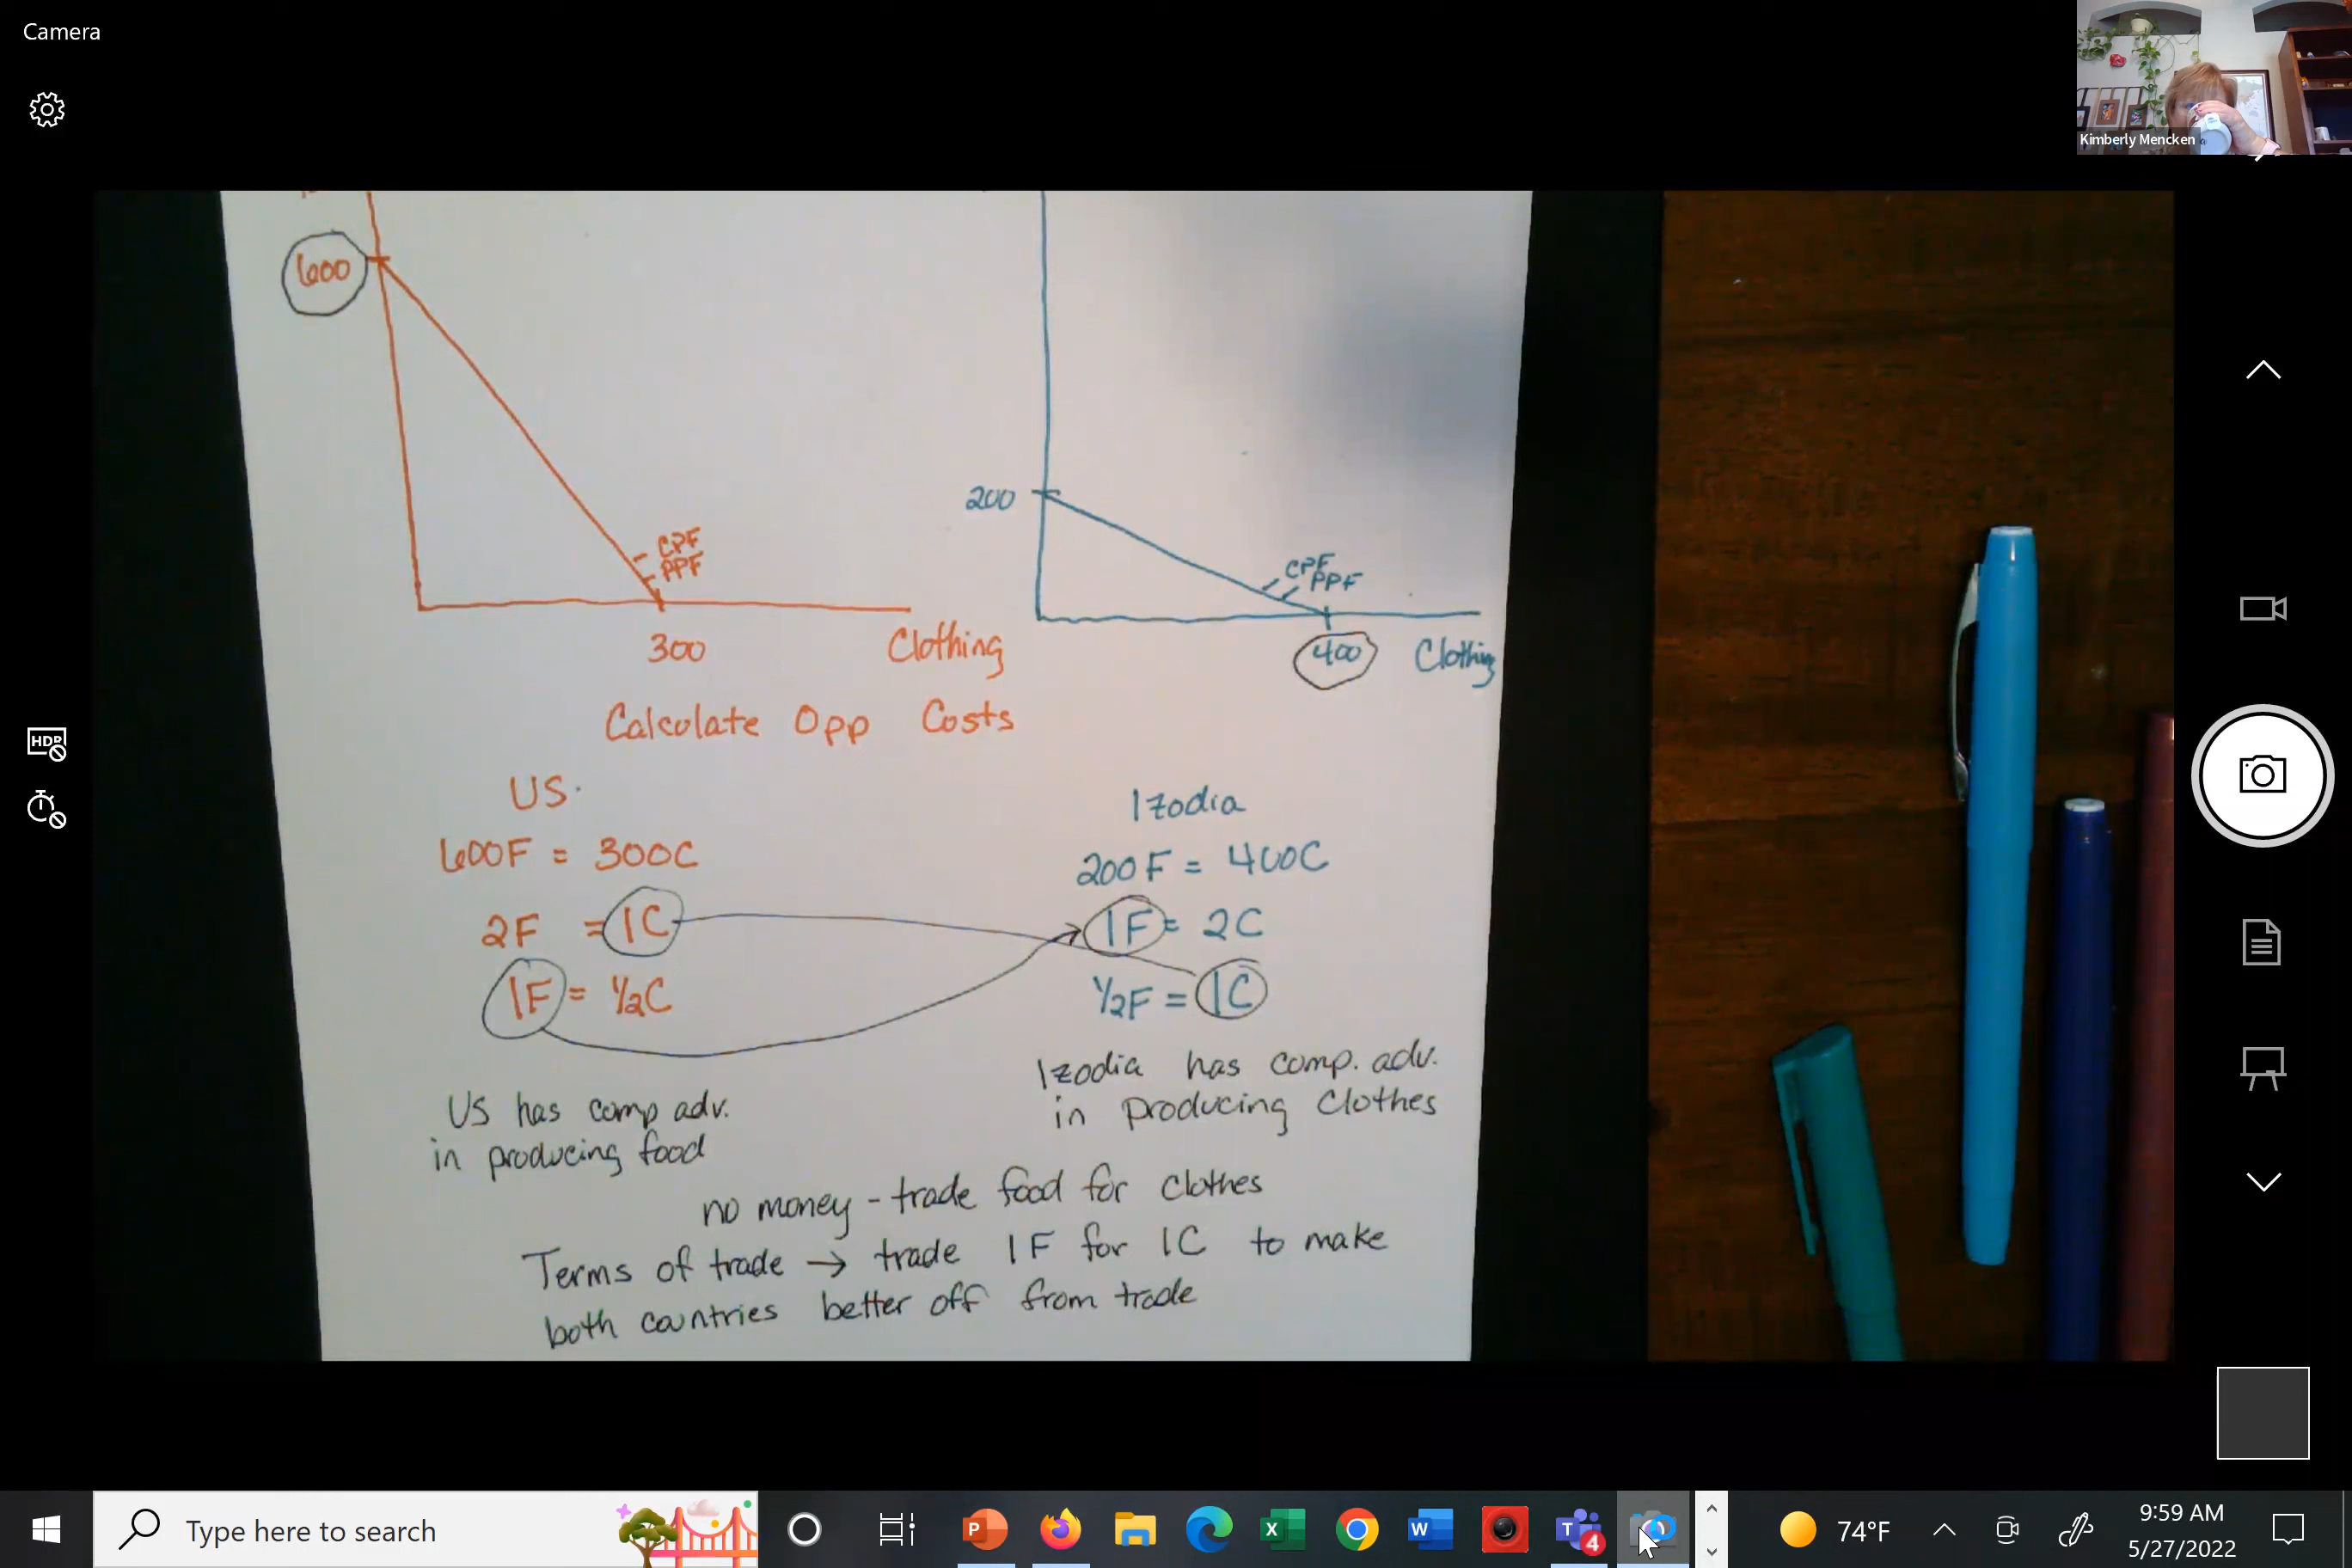 Camera
Kimberly Mencken
600
CPF
PPF
300
Clothing
200
CPF
PPF
400
Clothing
Calculate Opp Costs
US.
600F = 300C
2F = 1C
1F = ½C
Izodia
200F = 400C
1F = 2C
½F = 1C
US has comp adv.
in producing food
Izodia has comp. adv.
in producing Clothes
no money - trade food for clothes
Terms of trade → trade 1F for 1C to make
both countries better off from trade
HDR
Type here to search
P
X
W
T
4
74°F
9:59 AM
5/27/2022